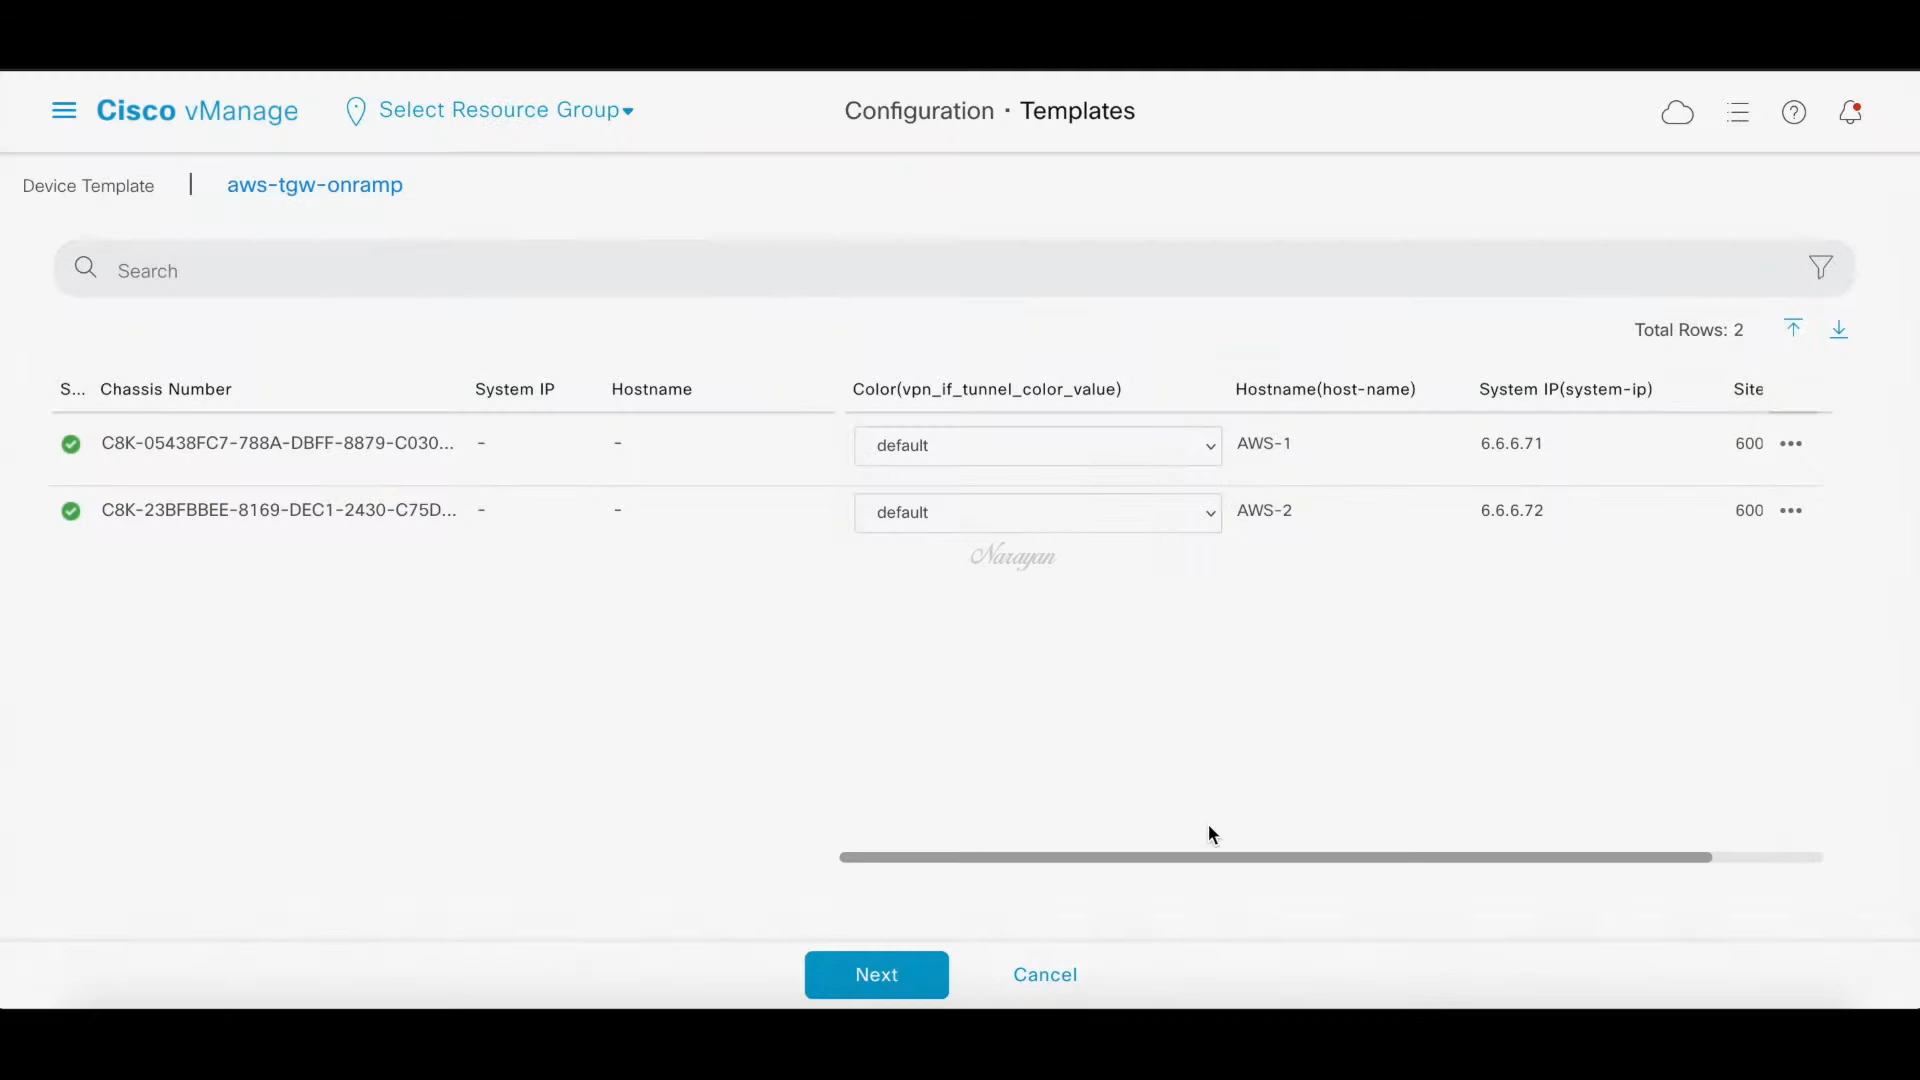 Cisco vManage
Select Resource Group
Configuration · Templates
Device Template | aws-tgw-onramp
Search
Total Rows: 2
S... Chassis Number System IP Hostname Color(vpn_if_tunnel_color_value) Hostname(host-name) System IP(system-ip) Site
C8K-05438FC7-788A-DBFF-8879-C030... - - default AWS-1 6.6.6.71 600 •••
C8K-23BFBBEE-8169-DEC1-2430-C75D... - - default AWS-2 6.6.6.72 600 •••
Narayan
Next Cancel